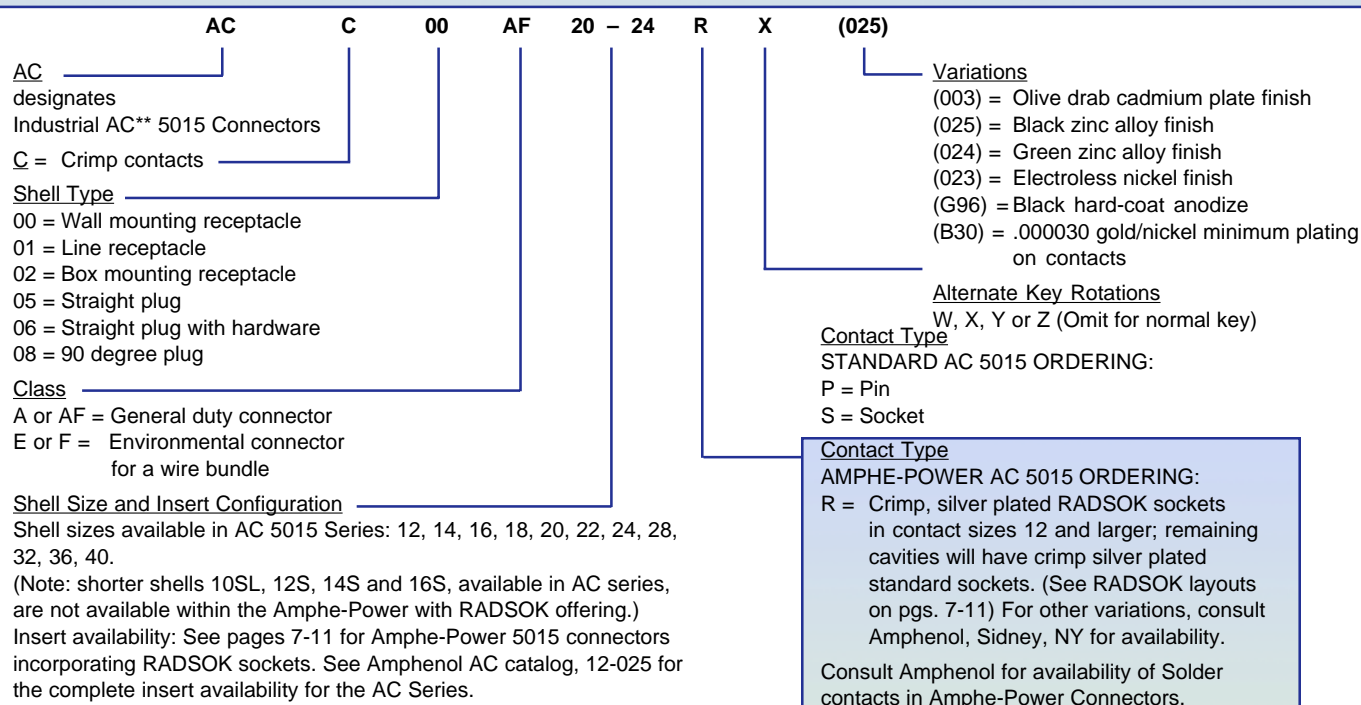 AC C 00 AF 20 – 24 R X (025)
AC
designates
Industrial AC** 5015 Connectors
C = Crimp contacts
Shell Type
00 = Wall mounting receptacle
01 = Line receptacle
02 = Box mounting receptacle
05 = Straight plug
06 = Straight plug with hardware
08 = 90 degree plug
Class
A or AF = General duty connector
E or F = Environmental connector
for a wire bundle
Shell Size and Insert Configuration
Shell sizes available in AC 5015 Series: 12, 14, 16, 18, 20, 22, 24, 28,
32, 36, 40.
(Note: shorter shells 10SL, 12S, 14S and 16S, available in AC series,
are not available within the Amphe-Power with RADSOK offering.)
Insert availability: See pages 7-11 for Amphe-Power 5015 connectors
incorporating RADSOK sockets. See Amphenol AC catalog, 12-025 for
the complete insert availability for the AC Series.
Variations
(003) = Olive drab cadmium plate finish
(025) = Black zinc alloy finish
(024) = Green zinc alloy finish
(023) = Electroless nickel finish
(G96) = Black hard-coat anodize
(B30) = .000030 gold/nickel minimum plating
on contacts
Alternate Key Rotations
W, X, Y or Z (Omit for normal key)
Contact Type
STANDARD AC 5015 ORDERING:
P = Pin
S = Socket
Contact Type
AMPHE-POWER AC 5015 ORDERING:
R = Crimp, silver plated RADSOK sockets
in contact sizes 12 and larger; remaining
cavities will have crimp silver plated
standard sockets. (See RADSOK layouts
on pgs. 7-11) For other variations, consult
Amphenol, Sidney, NY for availability.
Consult Amphenol for availability of Solder
contacts in Amphe-Power Connectors.